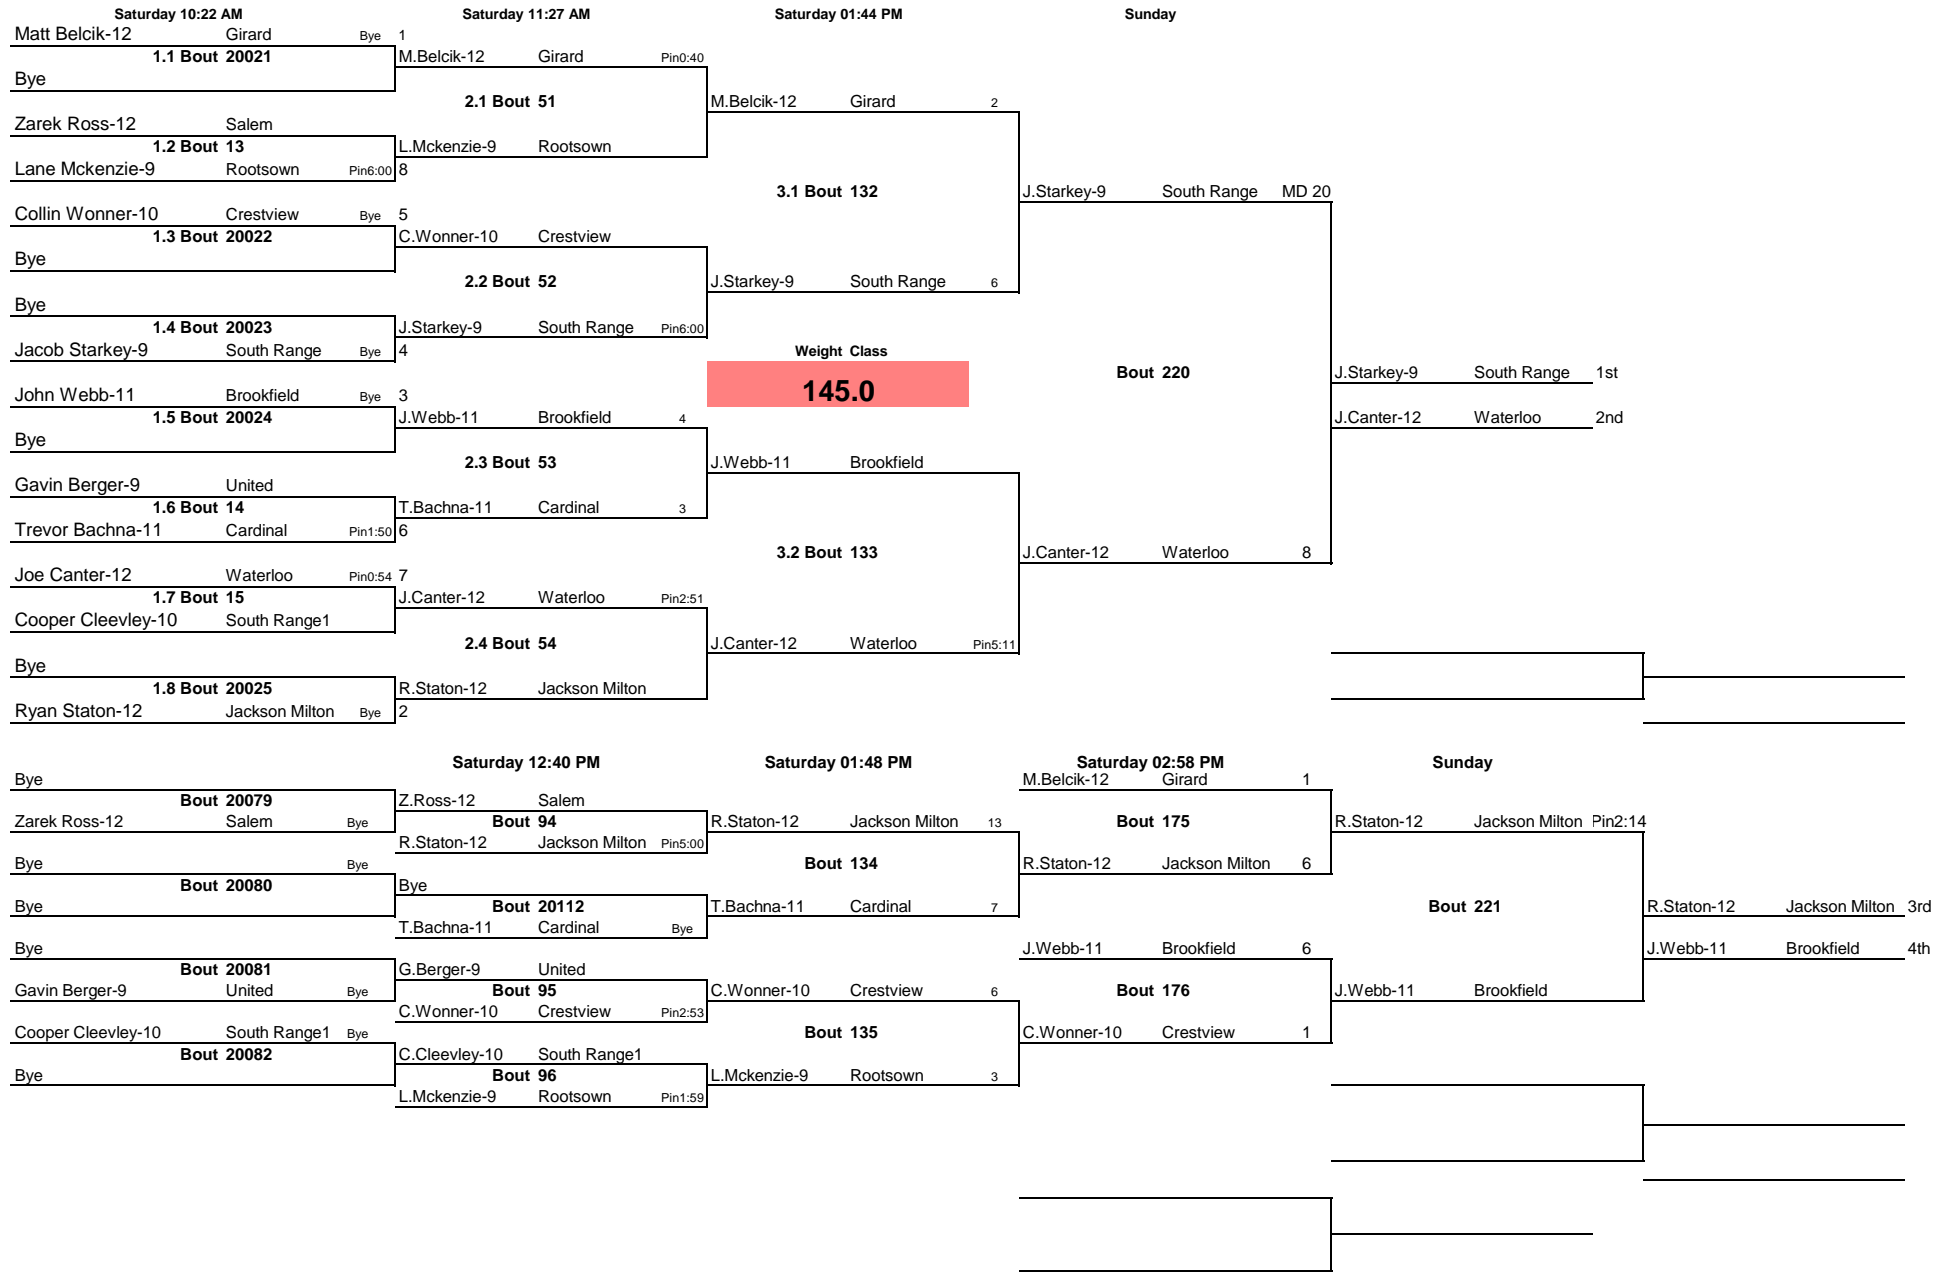 Saturday 10:22 AM Saturday 11:27 AM Saturday 01:44 PM Sunday
Matt Belcik-12 Girard Bye 1
1.1 Bout 20021 M.Belcik-12 Girard Pin0:40
Bye
2.1 Bout 51 M.Belcik-12 Girard 2
Zarek Ross-12 Salem
1.2 Bout 13 L.Mckenzie-9 Rootsown
Lane Mckenzie-9 Rootsown Pin6:00 8
3.1 Bout 132 J.Starkey-9 South Range MD 20
Collin Wonner-10 Crestview Bye 5
1.3 Bout 20022 C.Wonner-10 Crestview
Bye
2.2 Bout 52 J.Starkey-9 South Range 6
Bye
1.4 Bout 20023 J.Starkey-9 South Range Pin6:00
Jacob Starkey-9 South Range Bye 4 Weight Class
Bout 220 J.Starkey-9 South Range 1st
John Webb-11 Brookfield Bye 3 145.0
1.5 Bout 20024 J.Webb-11 Brookfield 4 J.Canter-12 Waterloo 2nd
Bye
2.3 Bout 53 J.Webb-11 Brookfield
Gavin Berger-9 United
1.6 Bout 14 T.Bachna-11 Cardinal 3
Trevor Bachna-11 Cardinal Pin1:50 6
3.2 Bout 133 J.Canter-12 Waterloo 8
Joe Canter-12 Waterloo Pin0:54 7
1.7 Bout 15 J.Canter-12 Waterloo Pin2:51
Cooper Cleevley-10 South Range1
2.4 Bout 54 J.Canter-12 Waterloo Pin5:11
Bye
1.8 Bout 20025 R.Staton-12 Jackson Milton
Ryan Staton-12 Jackson Milton Bye 2
Saturday 12:40 PM Saturday 01:48 PM Saturday 02:58 PM Sunday
Bye M.Belcik-12 Girard 1
Bout 20079 Z.Ross-12 Salem
Zarek Ross-12 Salem Bye Bout 94 R.Staton-12 Jackson Milton 13 Bout 175 R.Staton-12 Jackson Milton Pin2:14
R.Staton-12 Jackson Milton Pin5:00
Bye Bye Bout 134 R.Staton-12 Jackson Milton 6
Bout 20080 Bye
Bye Bout 20112 T.Bachna-11 Cardinal 7 Bout 221 R.Staton-12 Jackson Milton 3rd
T.Bachna-11 Cardinal Bye
Bye J.Webb-11 Brookfield 6 J.Webb-11 Brookfield 4th
Bout 20081 G.Berger-9 United
Gavin Berger-9 United Bye Bout 95 C.Wonner-10 Crestview 6 Bout 176 J.Webb-11 Brookfield
C.Wonner-10 Crestview Pin2:53
Cooper Cleevley-10 South Range1 Bye Bout 135 C.Wonner-10 Crestview 1
Bout 20082 C.Cleevley-10 South Range1
Bye Bout 96 L.Mckenzie-9 Rootsown 3
L.Mckenzie-9 Rootsown Pin1:59